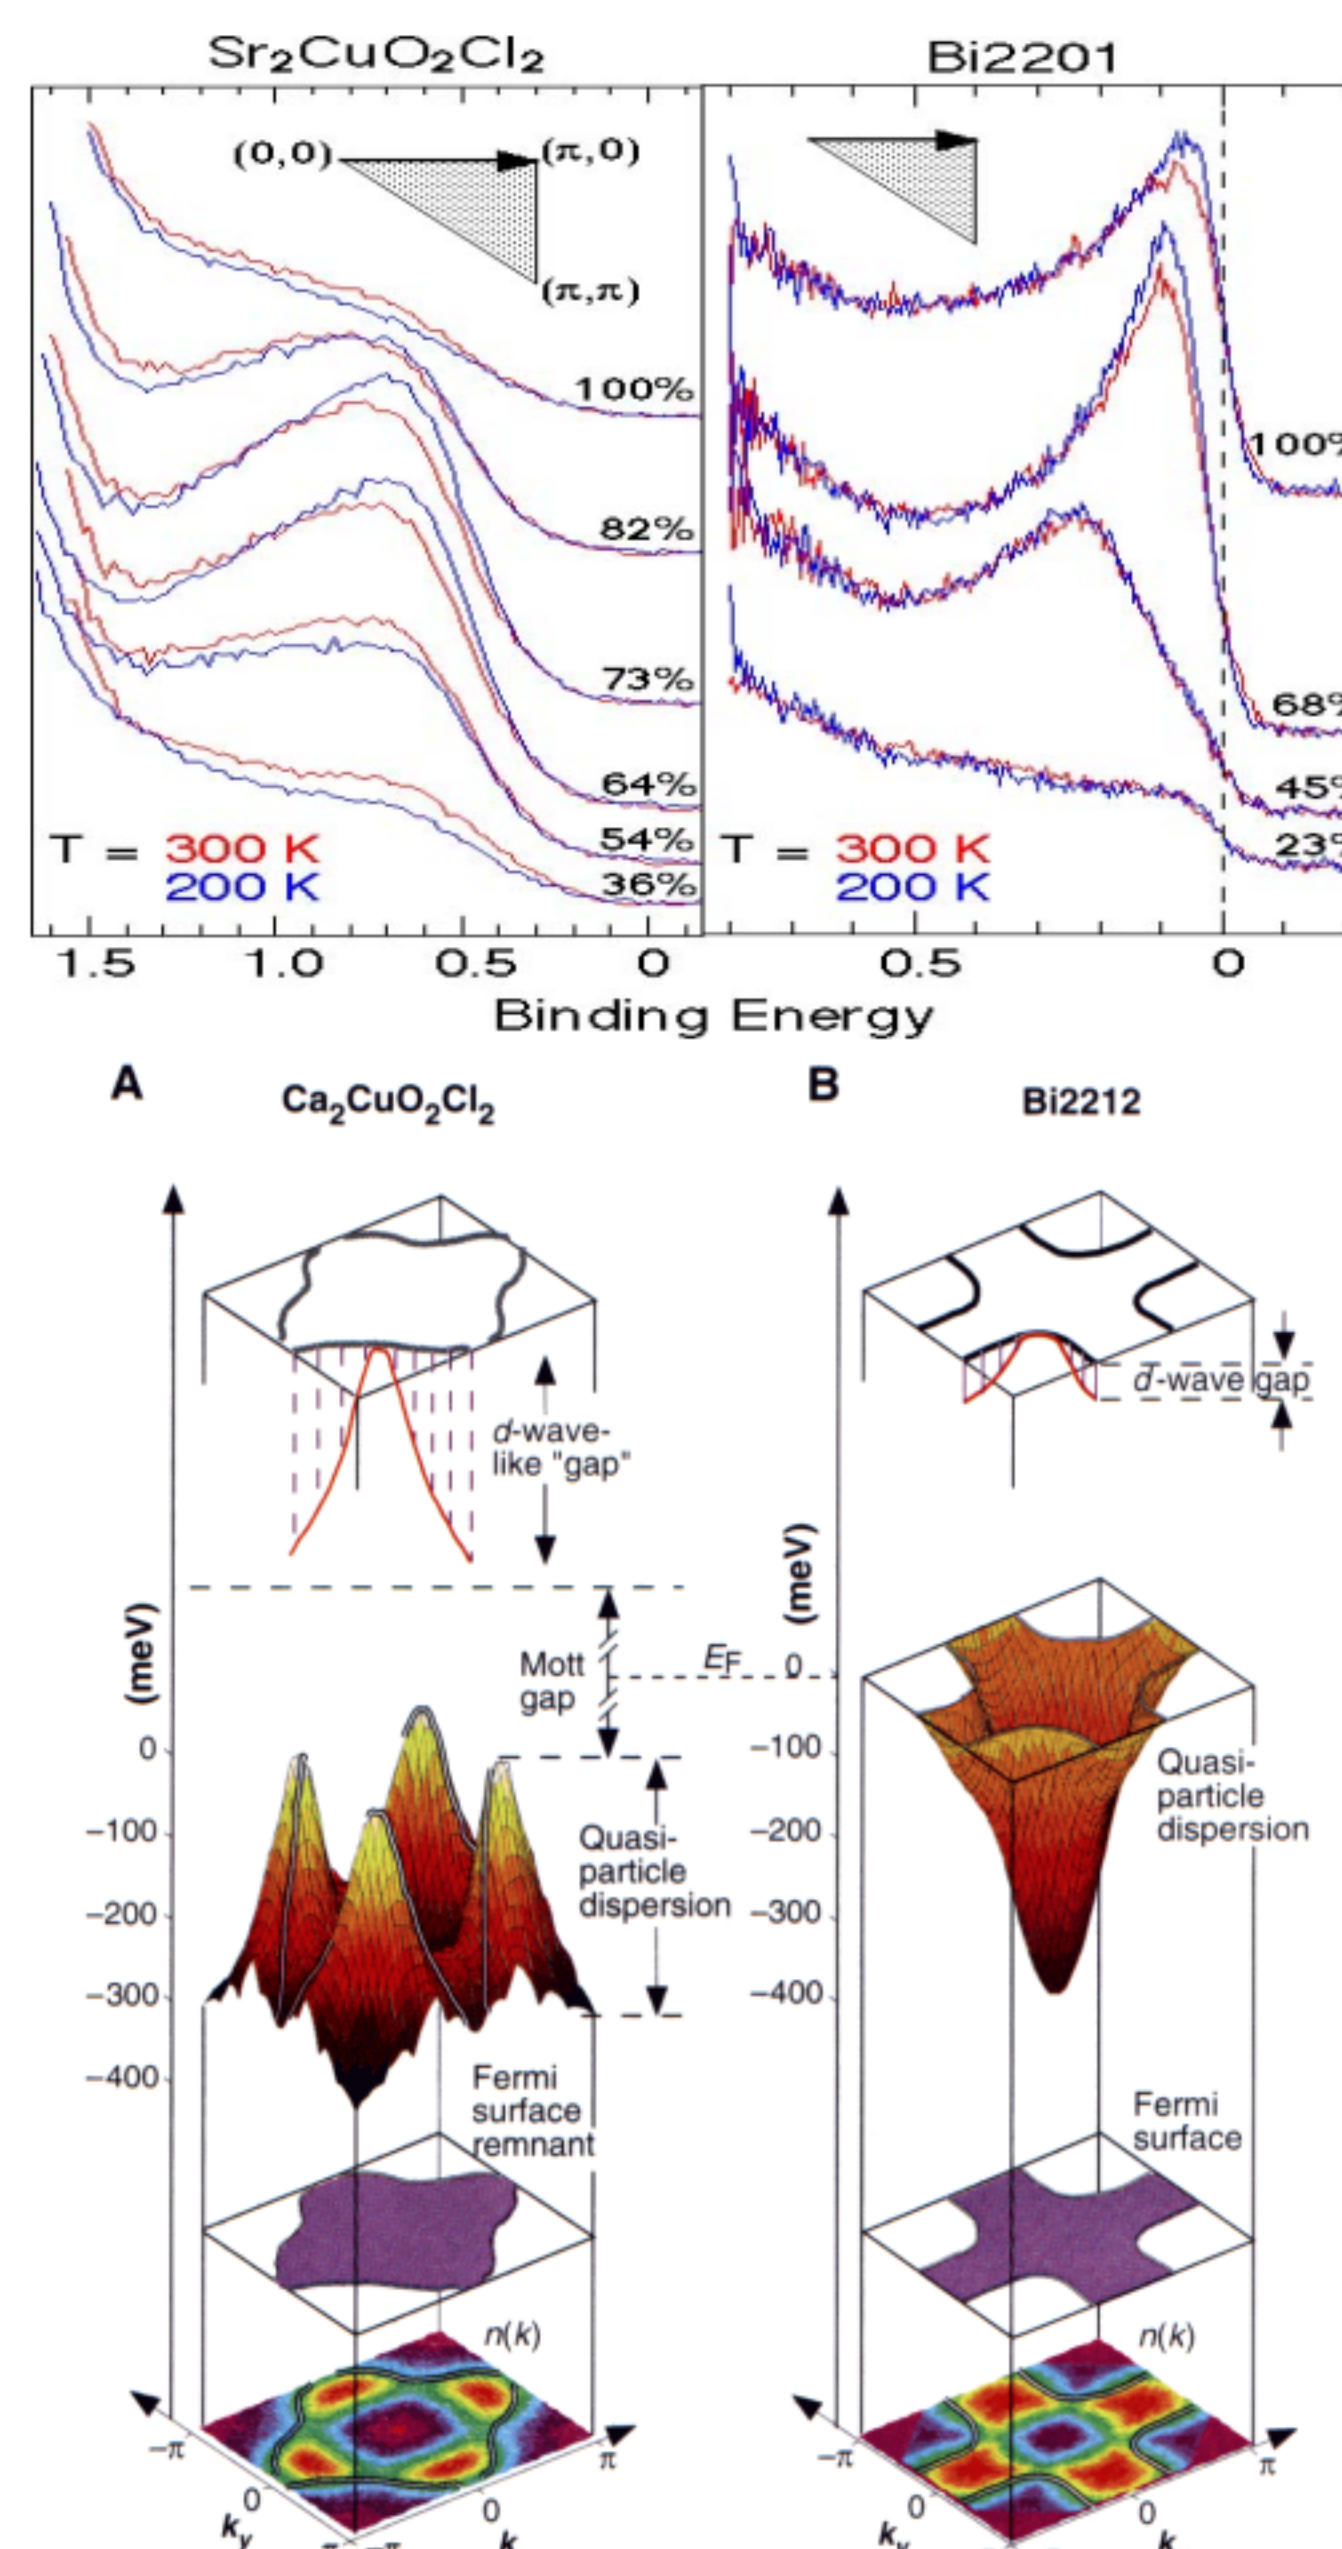 Sr₂CuO₂Cl₂
Bi2201
(0,0)
(π,0)
(π,π)
100%
82%
73%
64%
54%
36%
T = 300 K
200 K
100%
68%
45%
23%
T = 300 K
200 K
1.5 1.0 0.5 0
0.5 0
Binding Energy
A
Ca₂CuO₂Cl₂
B
Bi2212
d-wave-
like "gap"
d-wave gap
(meV)
Mott
gap
EF
(meV)
0
−100
−200
−300
−400
Quasi-
particle
dispersion
0
−100
−200
−300
−400
Quasi-
particle
dispersion
Fermi
surface
remnant
Fermi
surface
n(k)
n(k)
−π
0
ky
π
0
−π
0
ky
π
0